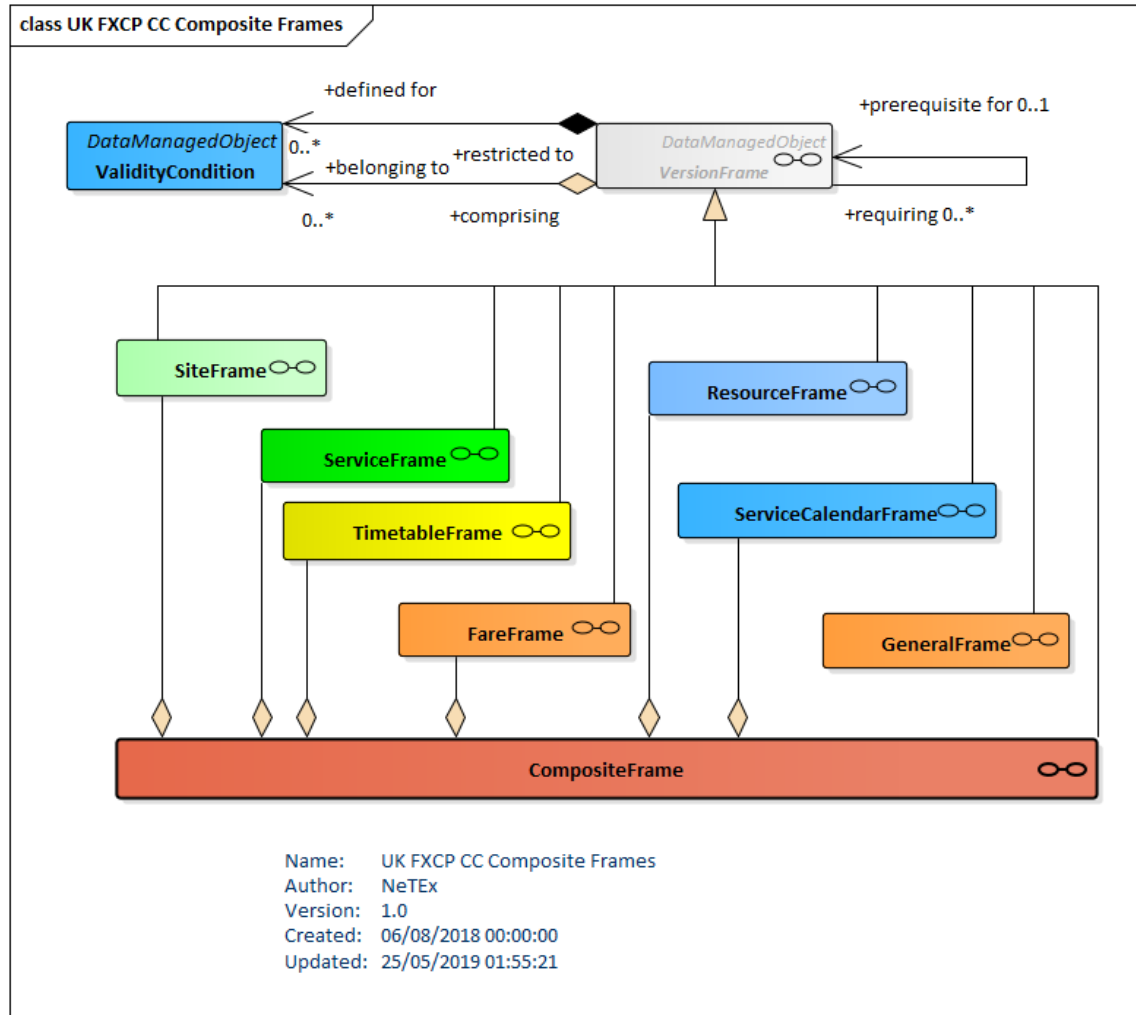 class UK FXCP CC Composite Frames
+defined for
+prerequisite for 0..1
DataManagedObject
ValidityCondition
0..*
+restricted to
+belonging to
DataManagedObject
VersionFrame
0..*
+comprising
+requiring 0..*
SiteFrame
ResourceFrame
ServiceFrame
ServiceCalendarFrame
TimetableFrame
FareFrame
GeneralFrame
CompositeFrame
Name: UK FXCP CC Composite Frames
Author: NeTEx
Version: 1.0
Created: 06/08/2018 00:00:00
Updated: 25/05/2019 01:55:21